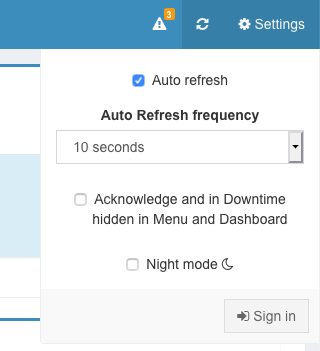 3
Settings
Auto refresh
Auto Refresh frequency
10 seconds
Acknowledge and in Downtime
hidden in Menu and Dashboard
Night mode
Sign in